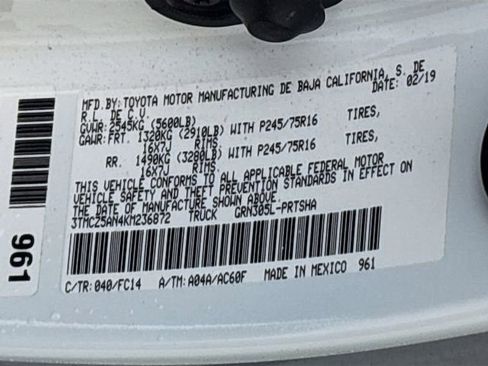 MFD. BY: TOYOTA MOTOR MANUFACTURING DE BAJA CALIFORNIA, S. DE
R.L. DE C.V. DATE: 02/19
GVWR: 2545KG (5600LB)
GAWR: FRT. 1320KG (2910LB) WITH P245/75R16 TIRES,
16X7J RIMS
RR. 1490KG (3280LB) WITH P245/75R16 TIRES,
16X7J RIMS
THIS VEHICLE CONFORMS TO ALL APPLICABLE FEDERAL MOTOR
VEHICLE SAFETY AND THEFT PREVENTION STANDARDS IN EFFECT ON
THE DATE OF MANUFACTURE SHOWN ABOVE.
3TMCZ5AN4KM236872 TRUCK GRN305L-PRTSHA
C/TR: 040/FC14 A/TM: A04A/AC60F MADE IN MEXICO 961
961